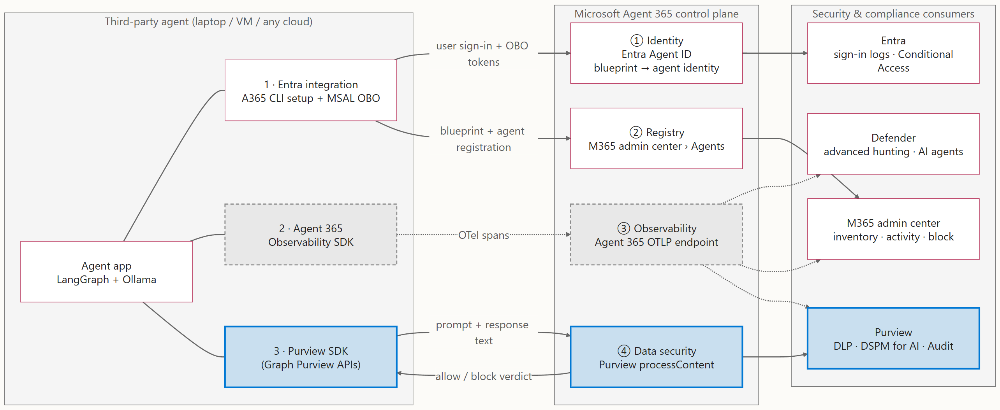 Third-party agent (laptop / VM / any cloud)
1 · Entra integration
A365 CLI setup + MSAL OBO
2 · Agent 365
Observability SDK
Agent app
LangGraph + Ollama
3 · Purview SDK
(Graph Purview APIs)
user sign-in + OBO
tokens
blueprint + agent
registration
OTel spans
prompt + response
text
allow / block verdict
Microsoft Agent 365 control plane
① Identity
Entra Agent ID
blueprint → agent identity
② Registry
M365 admin center › Agents
③ Observability
Agent 365 OTLP endpoint
④ Data security
Purview processContent
Security & compliance consumers
Entra
sign-in logs · Conditional
Access
Defender
advanced hunting · AI agents
M365 admin center
inventory · activity · block
Purview
DLP · DSPM for AI · Audit